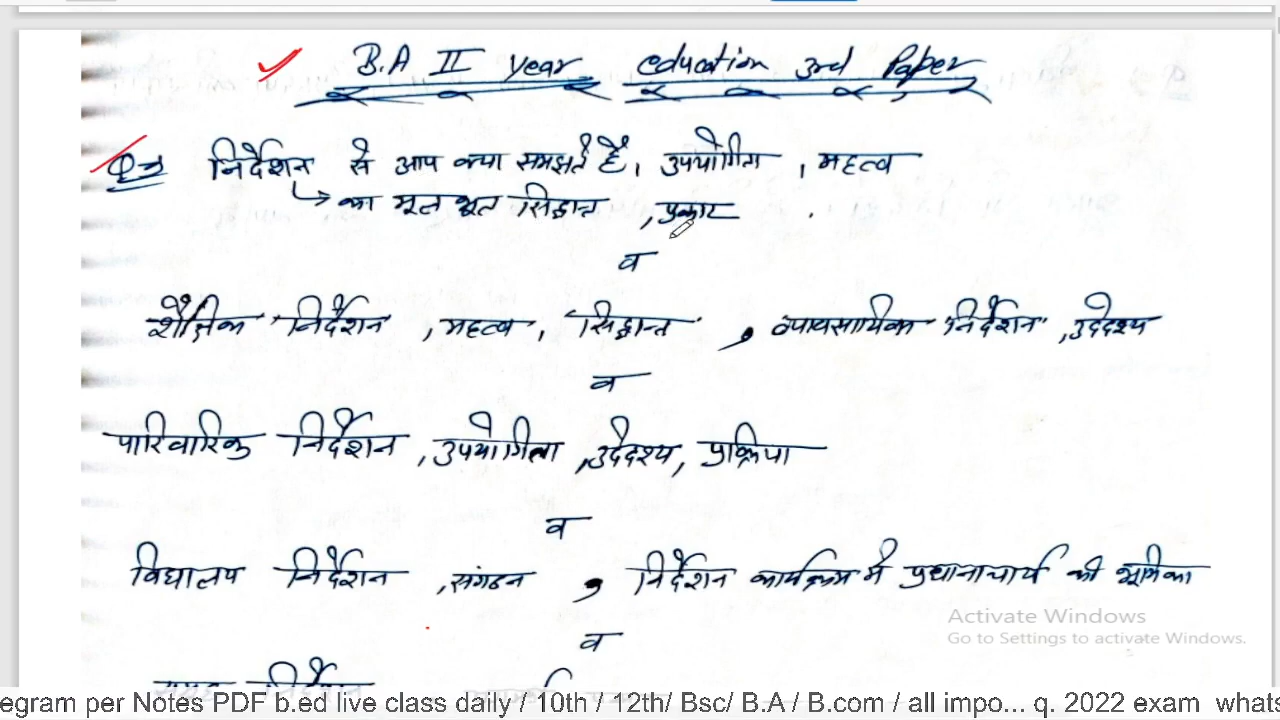 B.A II year education 3rd Paper
Q=> निर्देशन से आप क्या समझते हैं, उपयोगिता, महत्व
का मूल भूत सिद्धान्त, प्रकार
व
शैक्षिक निर्देशन, महत्व, सिद्धान्त, व्यावसायिक निर्देशन, उद्देश्य
व
पारिवारिक निर्देशन, उपयोगिता, उद्देश्य, प्रक्रिया
व
विद्यालय निर्देशन, संगठन, निर्देशन कार्यक्रम में प्रधानाचार्य की भूमिका
Activate Windows
Go to Settings to activate Windows.
व
निर्देशन
egram per Notes PDF b.ed live class daily / 10th / 12th/ Bsc/ B.A / B.com / all impo... q. 2022 exam whats